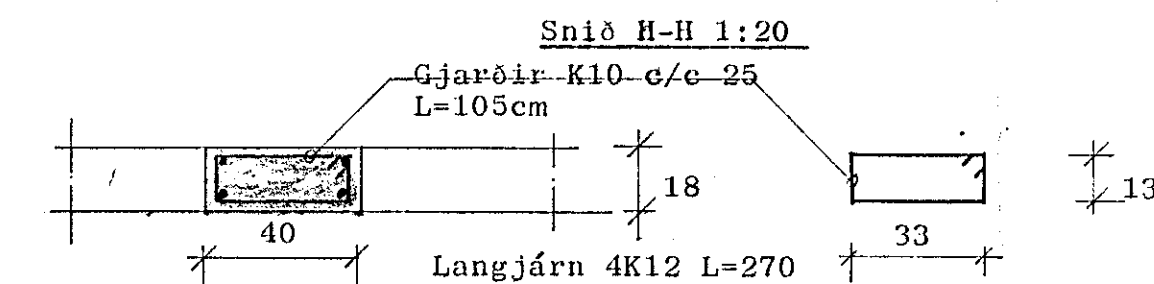 Snið H-H 1:20
Gjarðir K10 c/c 25
L=105cm
18
13
40
33
Langjárn 4K12 L=270